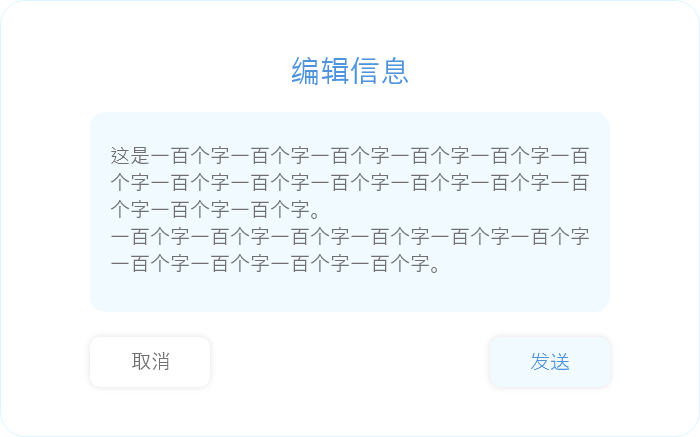 编辑信息
这是一百个字一百个字一百个字一百个字一百个字一百
个字一百个字一百个字一百个字一百个字一百个字一百
个字一百个字一百个字。
一百个字一百个字一百个字一百个字一百个字一百个字
一百个字一百个字一百个字一百个字。
取消
发送